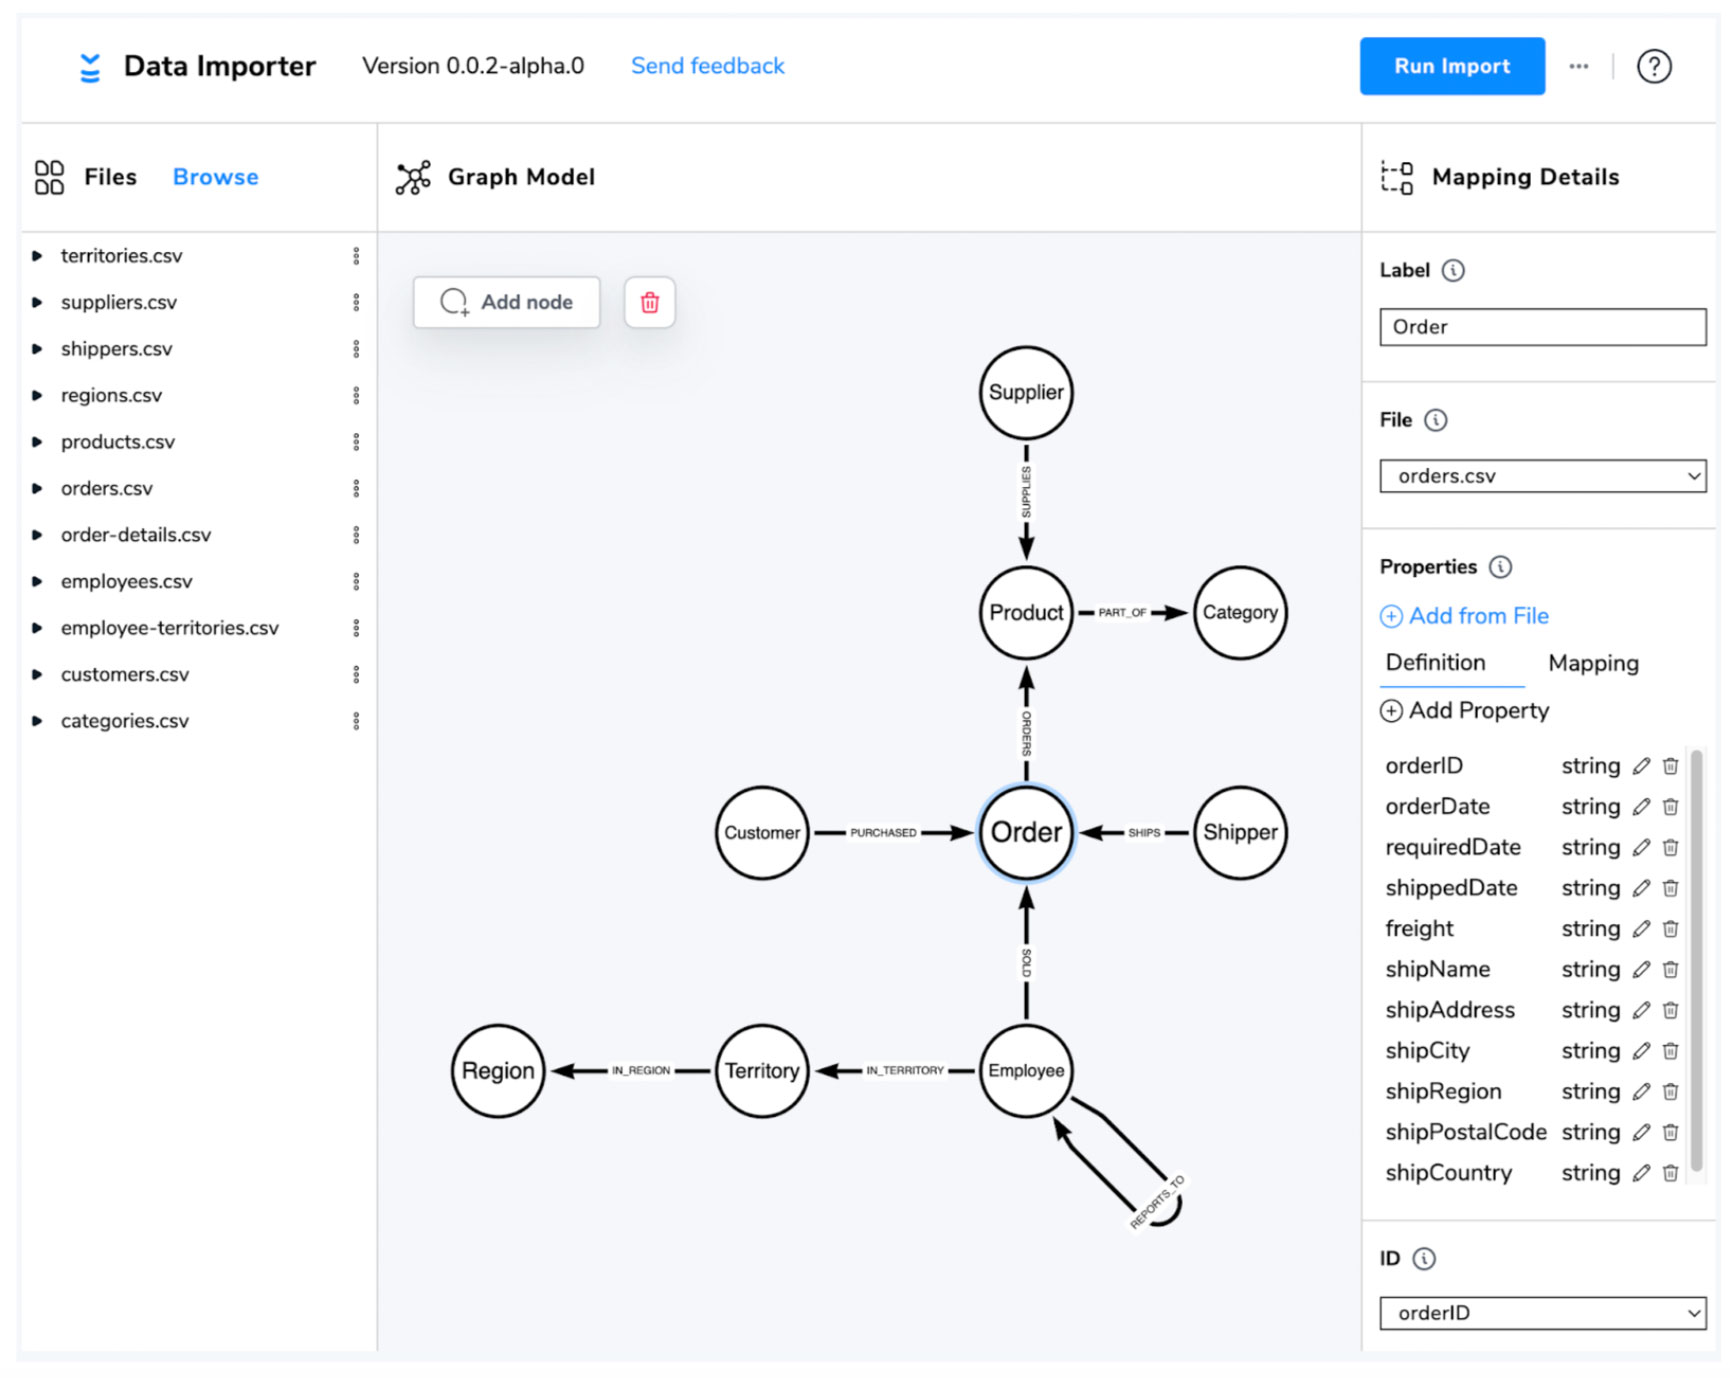 Data Importer Version 0.0.2-alpha.0 Send feedback Run Import
Files Browse
territories.csv
suppliers.csv
shippers.csv
regions.csv
products.csv
orders.csv
order-details.csv
employees.csv
employee-territories.csv
customers.csv
categories.csv
Graph Model
Add node
Supplier
SUPPLIES
Product PART_OF Category
ORDERS
Customer PURCHASED Order SHIPS Shipper
SOLD
Region IN_REGION Territory IN_TERRITORY Employee
REPORTS_TO
Mapping Details
Label
Order
File
orders.csv
Properties
Add from File
Definition Mapping
Add Property
orderID string
orderDate string
requiredDate string
shippedDate string
freight string
shipName string
shipAddress string
shipCity string
shipRegion string
shipPostalCode string
shipCountry string
ID
orderID